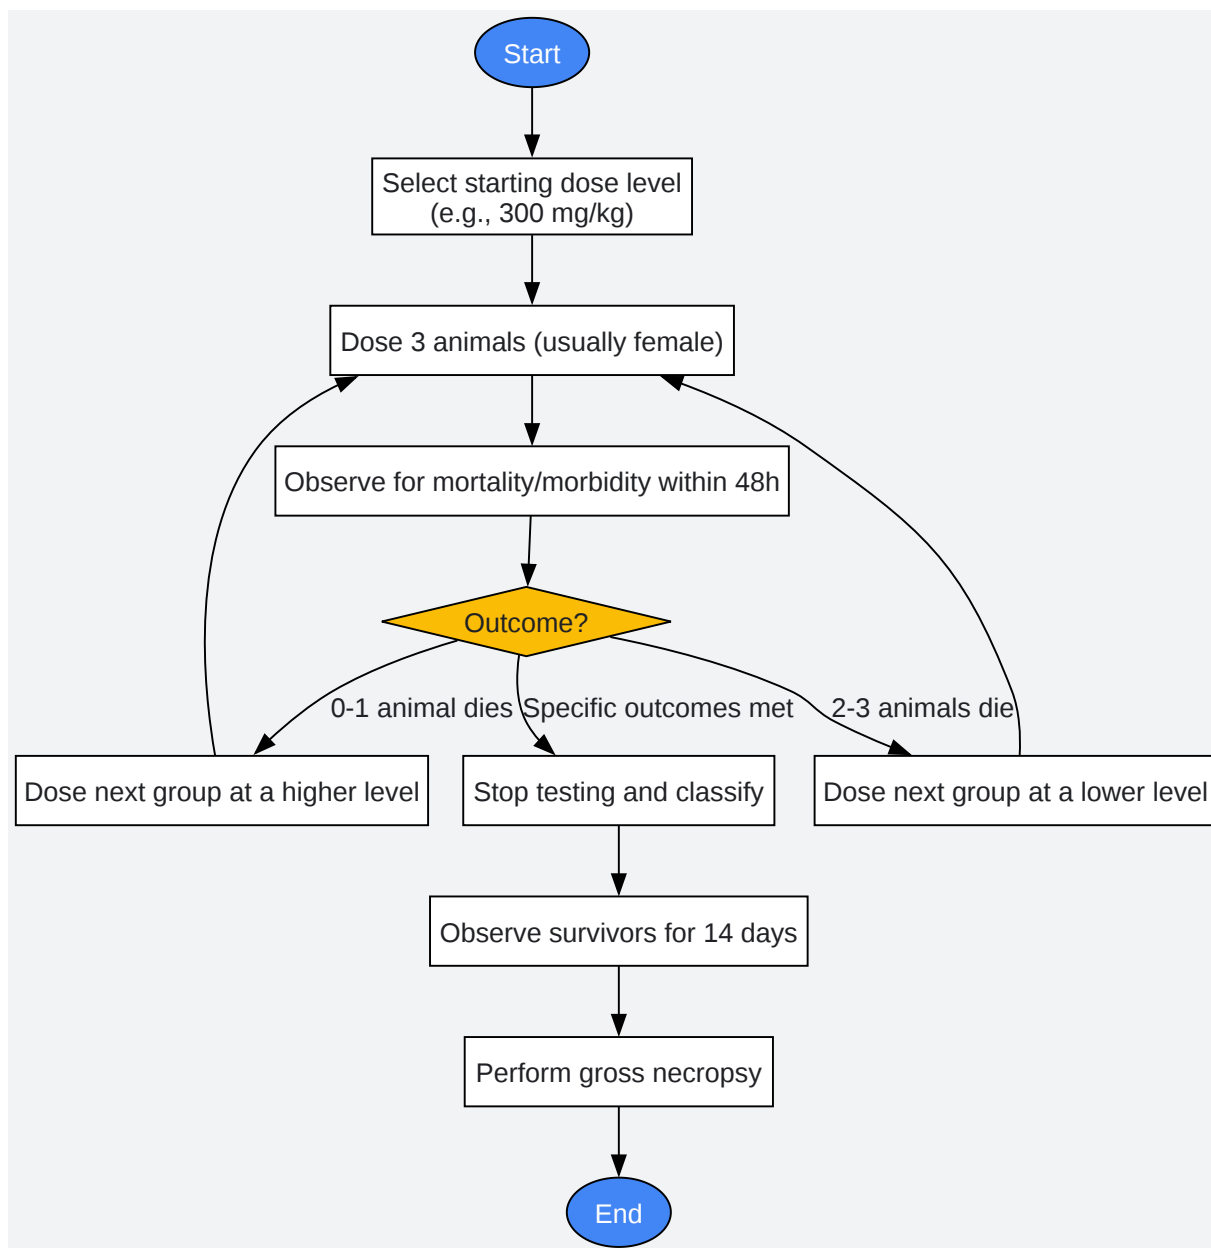 Start
Select starting dose level
(e.g., 300 mg/kg)
Dose 3 animals (usually female)
Observe for mortality/morbidity within 48h
Outcome?
0-1 animal dies
Specific outcomes met
2-3 animals die
Dose next group at a higher level
Stop testing and classify
Dose next group at a lower level
Observe survivors for 14 days
Perform gross necropsy
End